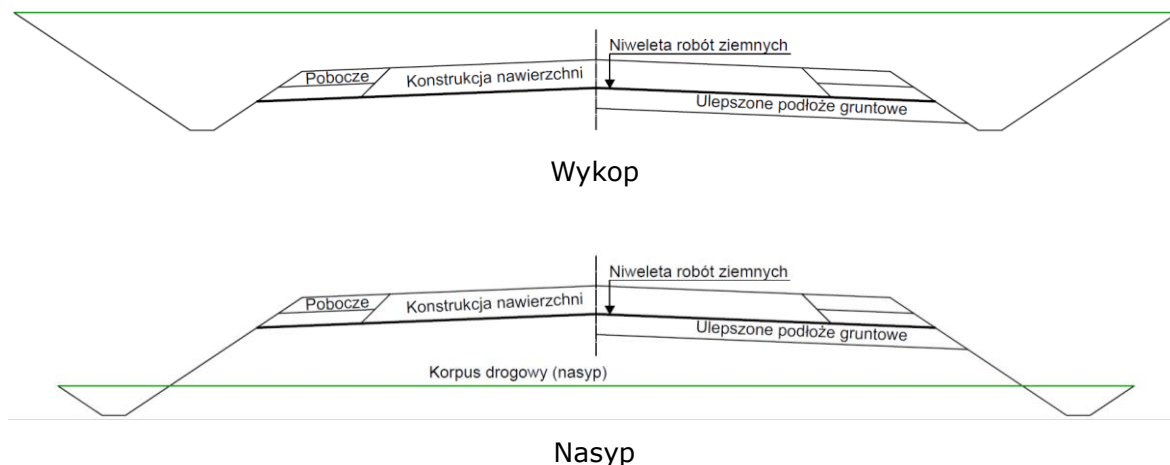 Niweleta robót ziemnych
Pobocze
Konstrukcja nawierzchni
Ulepszone podłoże gruntowe
Wykop
Niweleta robót ziemnych
Pobocze
Konstrukcja nawierzchni
Ulepszone podłoże gruntowe
Korpus drogowy (nasyp)
Nasyp